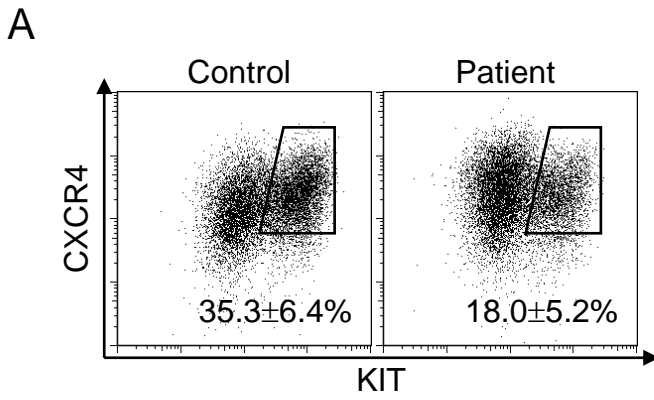 A
Control Patient
CXCR4
35.3±6.4% 18.0±5.2%
KIT